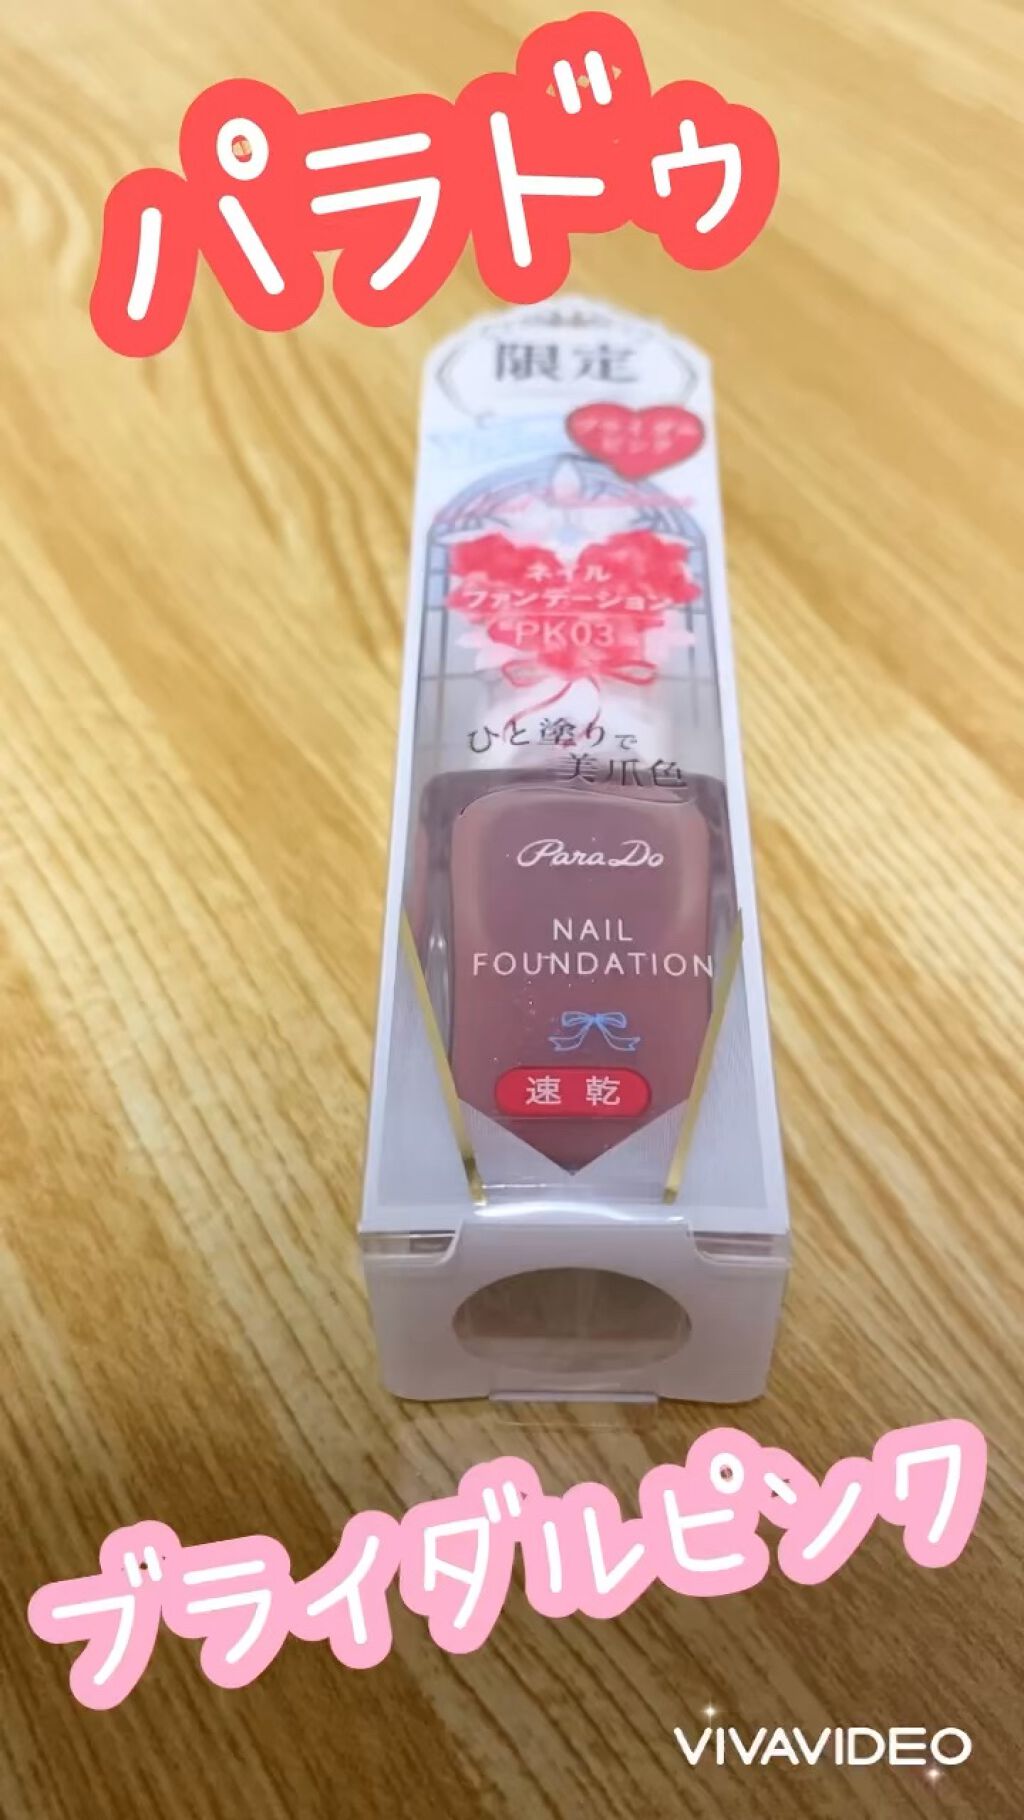 パラドゥ
限定
ブライダル
ピンク
ネイル
ファンデーション
PK03
ひと塗りで
美爪色
ParaDo
NAIL
FOUNDATION
速乾
ブライダルピンク
VIVAVIDEO